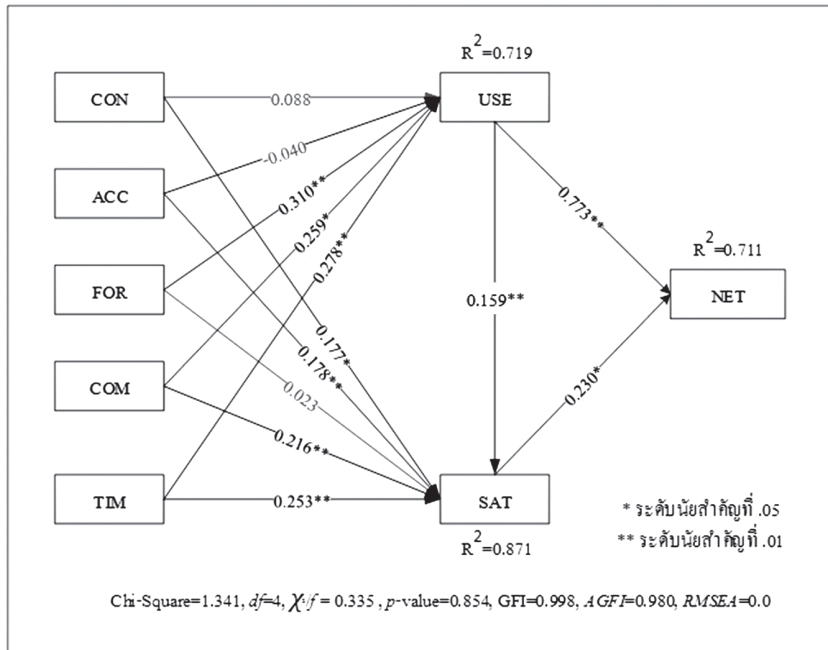 R2=0.719
CON
0.088
USE
-0.040
ACC
0.310**
0.773**
0.259*
R2=0.711
0.278**
FOR
NET
0.159**
0.177*
0.178**
COM
0.023
0.230*
0.216**
TIM
0.253**
SAT
* ระดับนัยสำคัญที่ .05
** ระดับนัยสำคัญที่ .01
R2=0.871
Chi-Square=1.341, df=4, = 0.335 , p-value=0.854, GFI=0.998, AGFI=0.980, RMSEA=0.0